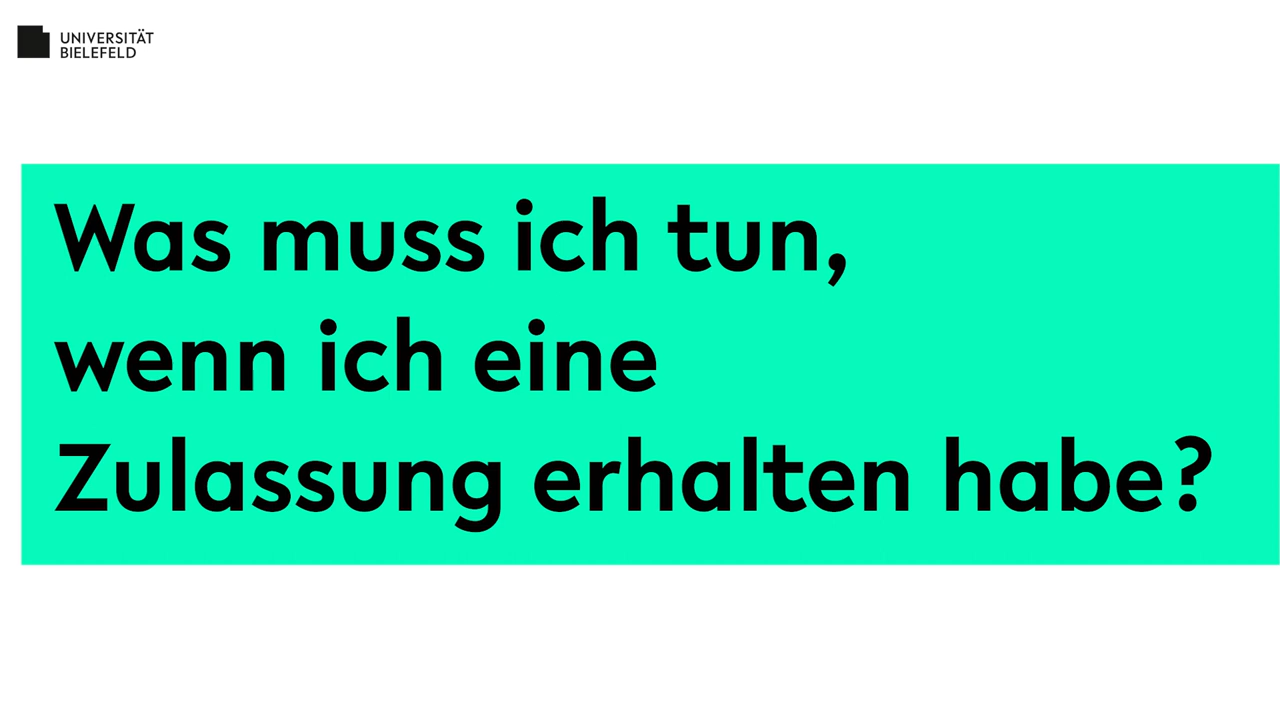 UNIVERSITÄT
BIELEFELD
Was muss ich tun,
wenn ich eine
Zulassung erhalten habe?